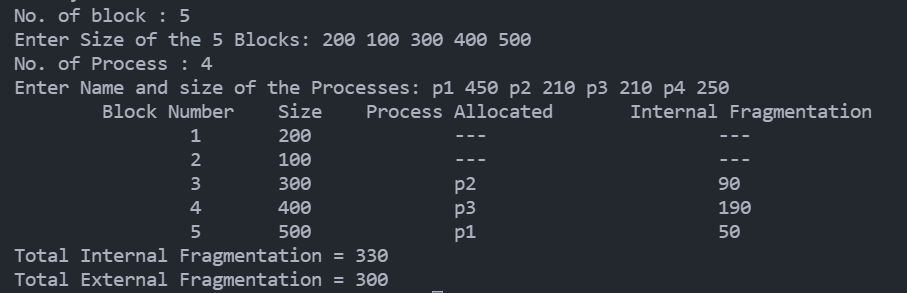 No. of block : 5
Enter Size of the 5 Blocks: 200 100 300 400 500
No. of Process : 4
Enter Name and size of the Processes: p1 450 p2 210 p3 210 p4 250
Block Number Size Process Allocated Internal Fragmentation
1 200 --- ---
2 100 --- ---
3 300 p2 90
4 400 p3 190
5 500 p1 50
Total Internal Fragmentation = 330
Total External Fragmentation = 300